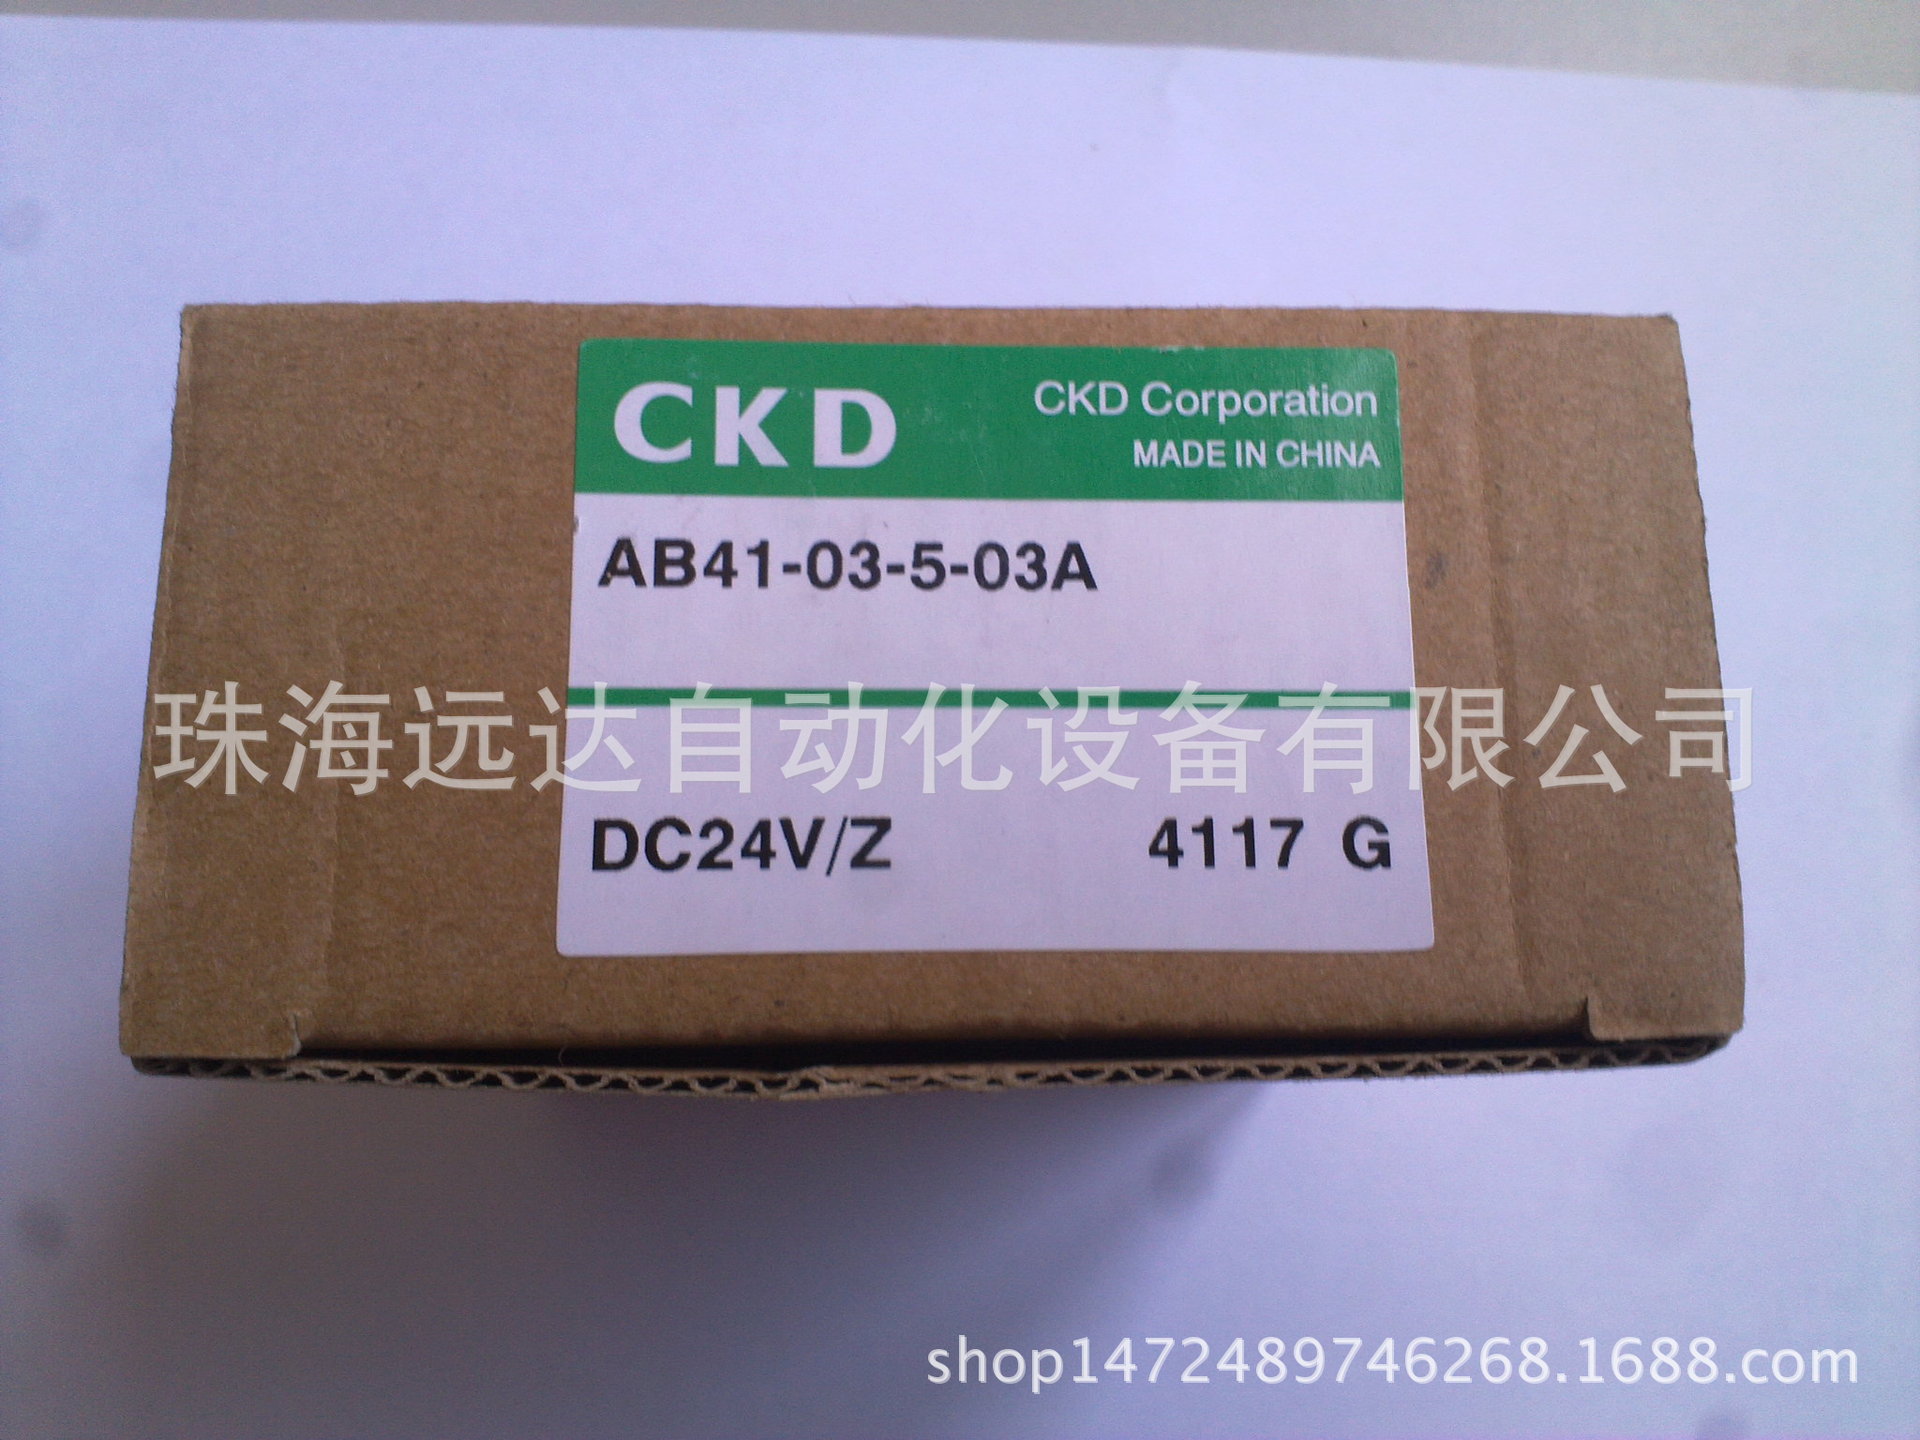 CKD
CKD Corporation
MADE IN CHINA
AB41-03-5-03A
珠海远达自动化设备有限公司
DC24V/Z 4117 G
shop1472489746268.1688.com